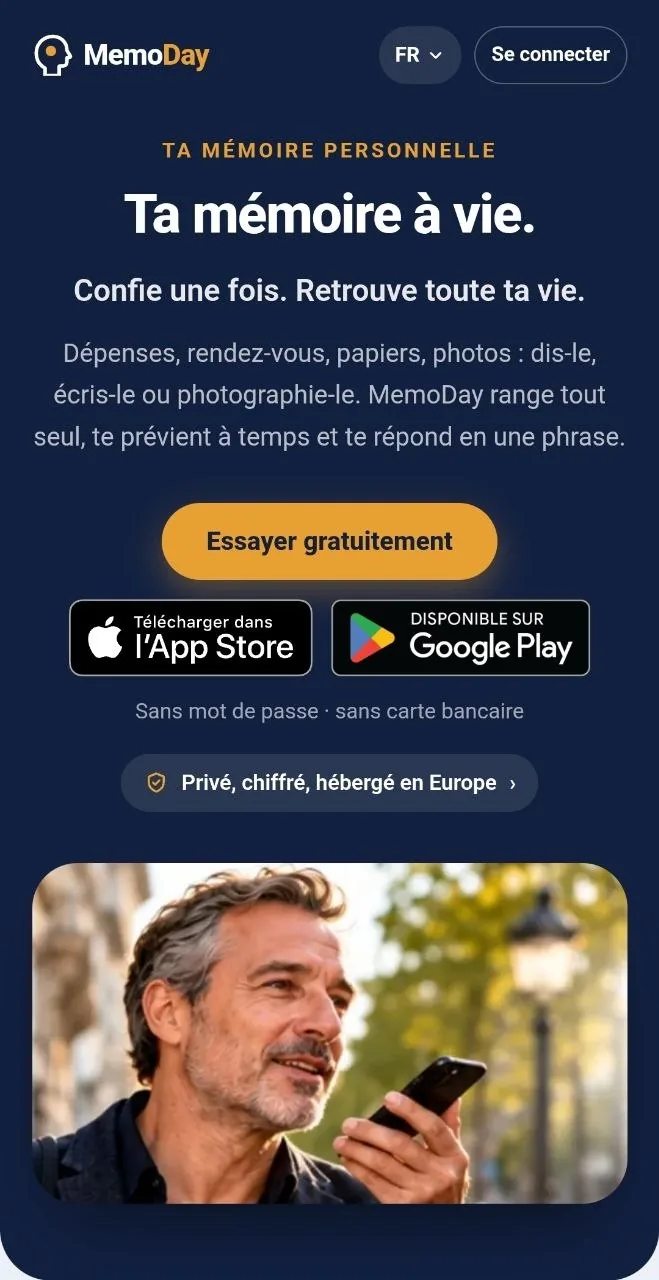 MemoDay
FR
Se connecter
TA MÉMOIRE PERSONNELLE
Ta mémoire à vie.
Confie une fois. Retrouve toute ta vie.
Dépenses, rendez-vous, papiers, photos : dis-le,
écris-le ou photographie-le. MemoDay range tout
seul, te prévient à temps et te répond en une phrase.
Essayer gratuitement
Télécharger dans
l'App Store
DISPONIBLE SUR
Google Play
Sans mot de passe · sans carte bancaire
Privé, chiffré, hébergé en Europe ›